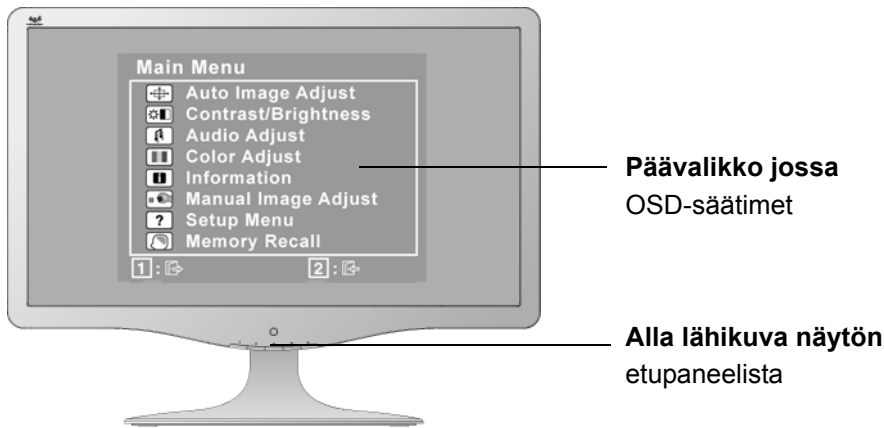 Main Menu
Auto Image Adjust
Contrast/Brightness
Audio Adjust
Color Adjust
Information
Manual Image Adjust
Setup Menu
Memory Recall
1 : 2 :
Päävalikko jossa
OSD-säätimet
Alla lähikuva näytön
etupaneelista